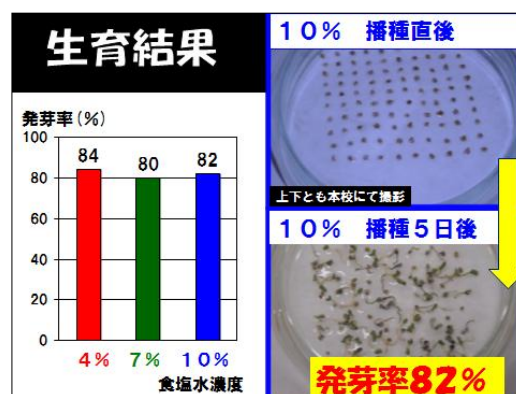 生育結果
発芽率(%)
100
80
60
40
20
0
84
80
82
4%
7%
10%
食塩水濃度
10% 播種直後
上下とも本校にて撮影
10% 播種5日後
発芽率82%